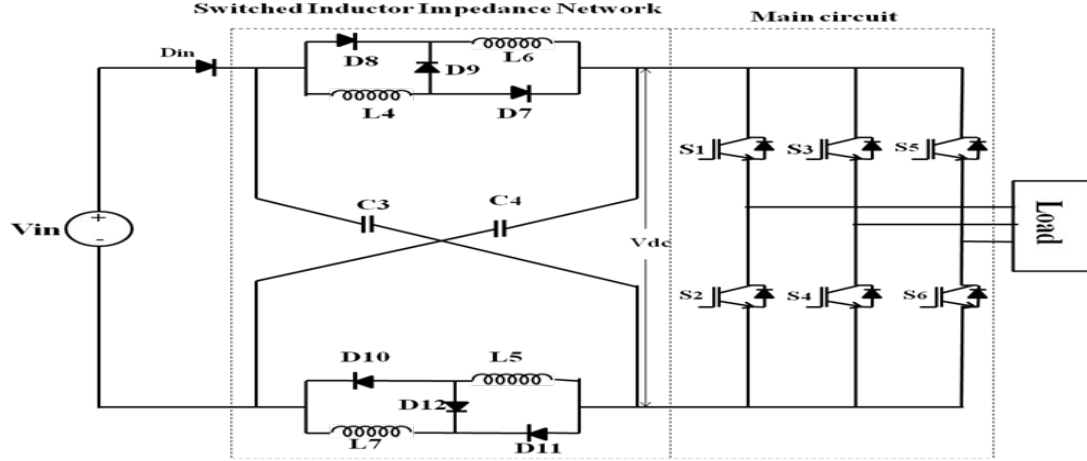 Switched Inductor Impedance Network
Main circuit
Din
D8
D9
L6
L4
D7
S1
S3
S5
C3
C4
Vin
+
-
Vdc
Load
S2
S4
S6
D10
L5
D12
L7
D11